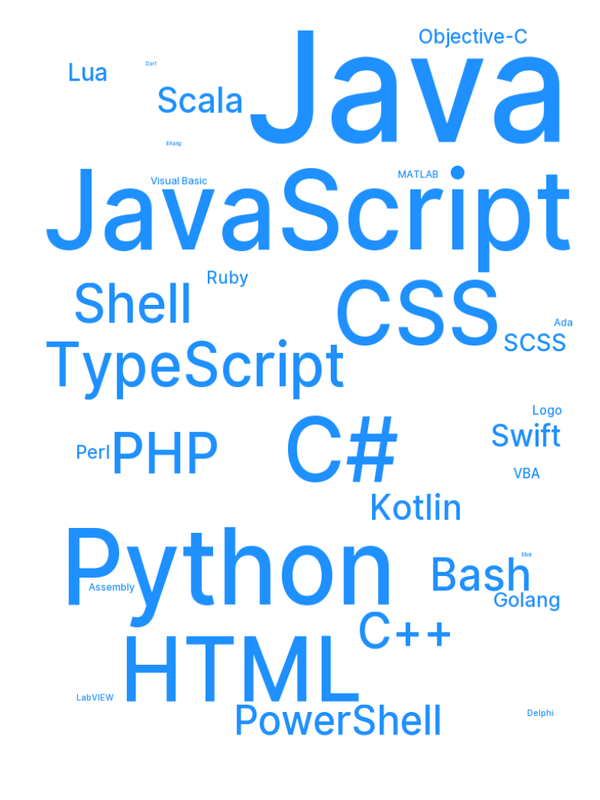 Objective-C
Java
Lua
Dart
Scala
Erlang
MATLAB
Visual Basic
JavaScript
Ruby
Shell
CSS
Ada
SCSS
TypeScript
Logo
Swift
C#
Perl
PHP
VBA
Kotlin
Python
Elixir
Bash
Assembly
Golang
C++
HTML
LabVIEW
PowerShell
Delphi